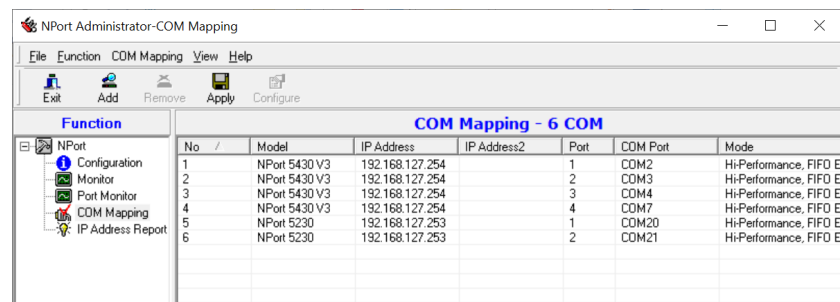 NPort Administrator-COM Mapping
File Function COM Mapping View Help
Exit Add Remove Apply Configure
Function
COM Mapping - 6 COM
NPort
Configuration
Monitor
Port Monitor
COM Mapping
IP Address Report
No / Model IP Address IP Address2 Port COM Port Mode
1 NPort 5430 V3 192.168.127.254 1 COM2 Hi-Performance, FIFO E
2 NPort 5430 V3 192.168.127.254 2 COM3 Hi-Performance, FIFO E
3 NPort 5430 V3 192.168.127.254 3 COM4 Hi-Performance, FIFO E
4 NPort 5430 V3 192.168.127.254 4 COM7 Hi-Performance, FIFO E
5 NPort 5230 192.168.127.253 1 COM20 Hi-Performance, FIFO E
6 NPort 5230 192.168.127.253 2 COM21 Hi-Performance, FIFO E